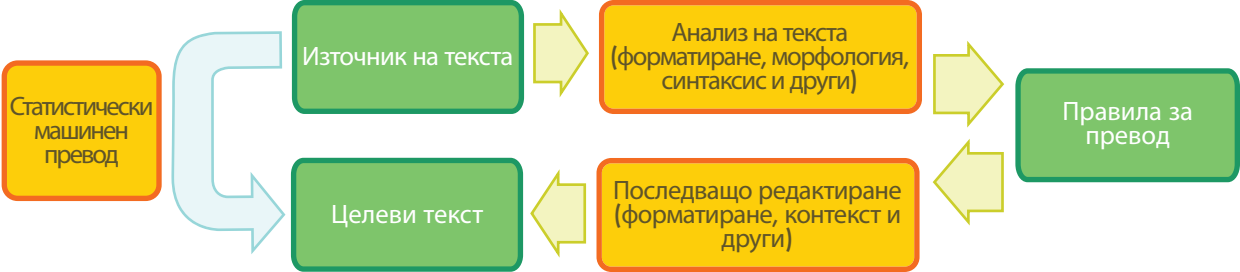 Статистически
машинен
превод
Източник на текста
Анализ на текста
(форматиране, морфология,
синтаксис и други)
Правила за
превод
Последващо редактиране
(форматиране, контекст и
други)
Целеви текст